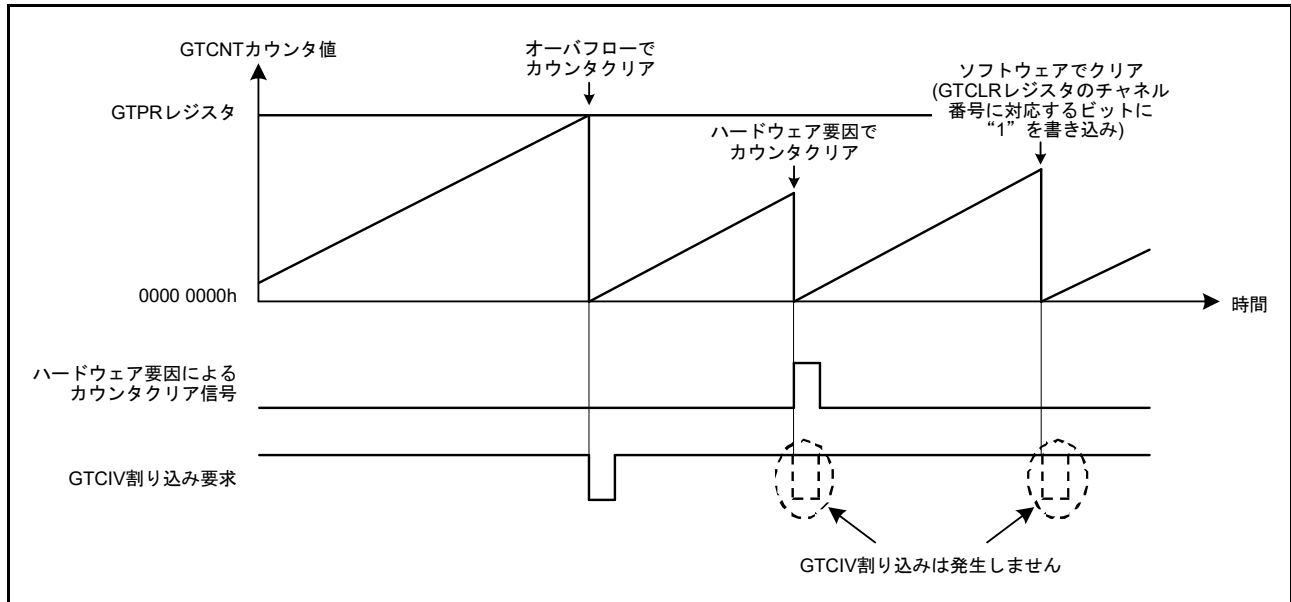 GTCNTカウンタ値
オーバフローで
カウンタクリア
ソフトウェアでクリア
(GTCLRレジスタのチャネル
番号に対応するビットに
“1”を書き込み)
GTPRレジスタ
ハードウェア要因で
カウンタクリア
0000 0000h
時間
ハードウェア要因による
カウンタクリア信号
GTCIV割り込み要求
GTCIV割り込みは発生しません